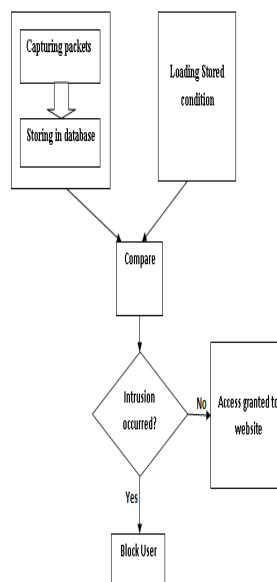 Capturing packets
Storing in database
Loading Stored
condition
Compare
Intrusion
occurred?
No
Access granted to
website
Yes
Block User